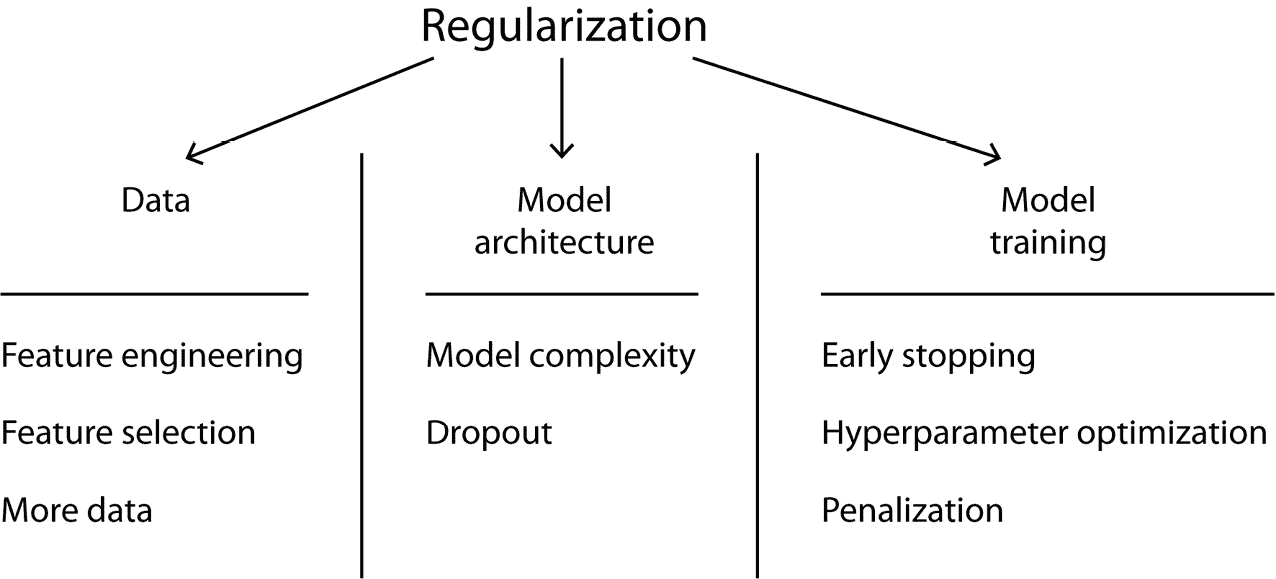 Regularization
Data
Model
architecture
Model
training
Feature engineering
Feature selection
More data
Model complexity
Dropout
Early stopping
Hyperparameter optimization
Penalization